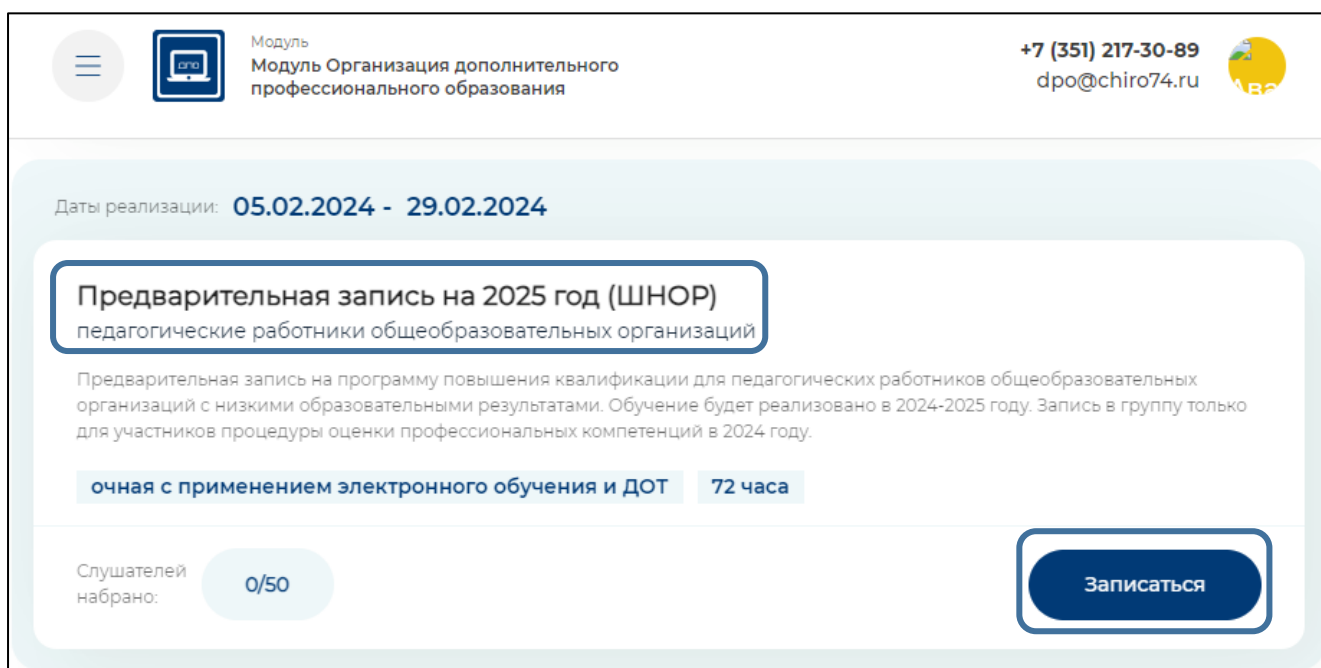 Модуль
Модуль Организация дополнительного
профессионального образования
+7 (351) 217-30-89
dpo@chiro74.ru
дпо
Ава
Даты реализации: 05.02.2024 - 29.02.2024
Предварительная запись на 2025 год (ШНОР)
педагогические работники общеобразовательных организаций
Предварительная запись на программу повышения квалификации для педагогических работников общеобразовательных
организаций с низкими образовательными результатами. Обучение будет реализовано в 2024-2025 году. Запись в группу только
для участников процедуры оценки профессиональных компетенций в 2024 году.
очная с применением электронного обучения и ДОТ 72 часа
Слушателей
набрано:
0/50
Записаться